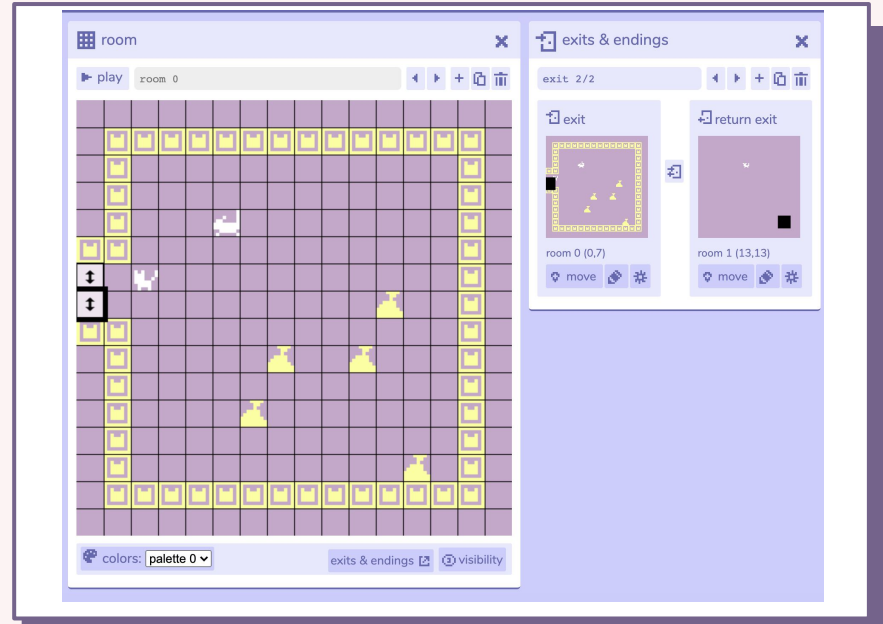 room
play
room 0
colors:
palette 0
exits & endings
visibility
exits & endings
exit 2/2
exit
room 0 (0,7)
move
return exit
room 1 (13,13)
move